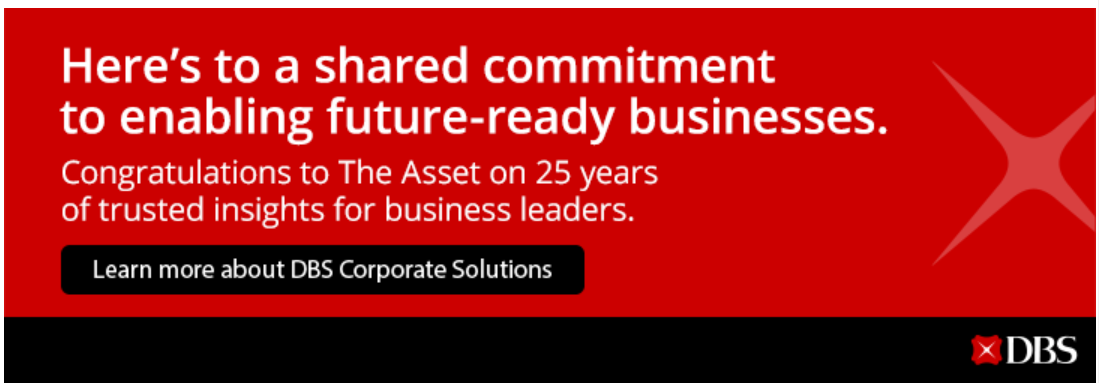 Here’s to a shared commitment
to enabling future-ready businesses.
Congratulations to The Asset on 25 years
of trusted insights for business leaders.
Learn more about DBS Corporate Solutions
DBS